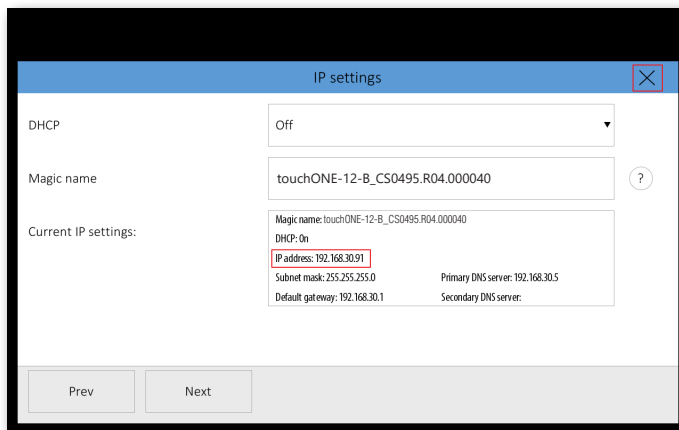 IP settings
DHCP
Off
Magic name
touchONE-12-B_CS0495.R04.000040
?
Current IP settings:
Magic name: touchONE-12-B_CS0495.R04.000040
DHCP: On
IP address: 192.168.30.91
Subnet mask: 255.255.255.0 Primary DNS server: 192.168.30.5
Default gateway: 192.168.30.1 Secondary DNS server:
Prev Next